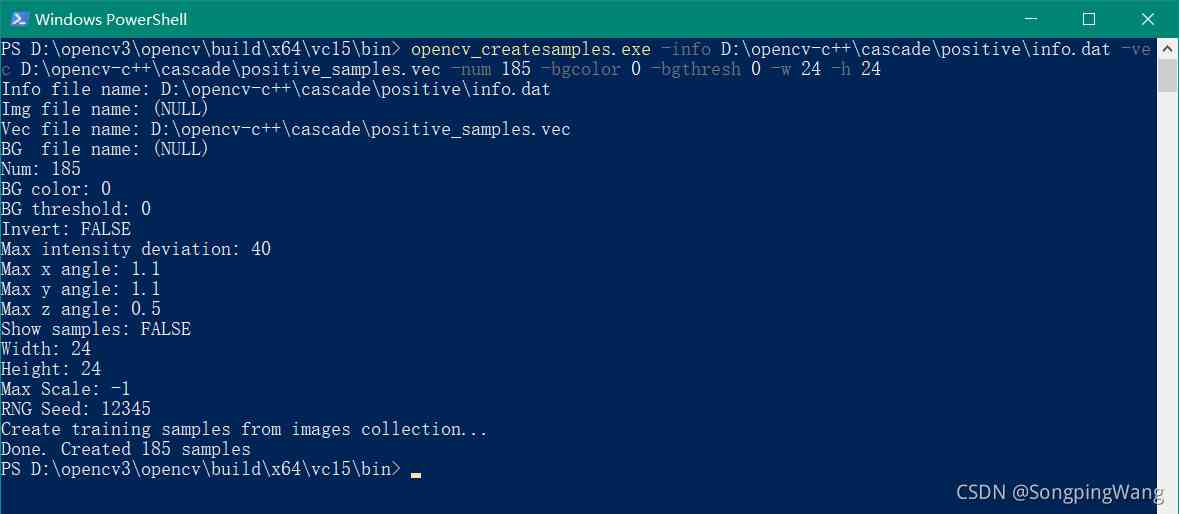 Windows PowerShell
PS D:\opencv3\opencv\build\x64\vc15\bin> opencv_createsamples.exe -info D:\opencv-c++\cascade\positive\info.dat -ve
c D:\opencv-c++\cascade\positive_samples.vec -num 185 -bgcolor 0 -bgthresh 0 -w 24 -h 24
Info file name: D:\opencv-c++\cascade\positive\info.dat
Img file name: (NULL)
Vec file name: D:\opencv-c++\cascade\positive_samples.vec
BG  file name: (NULL)
Num: 185
BG color: 0
BG threshold: 0
Invert: FALSE
Max intensity deviation: 40
Max x angle: 1.1
Max y angle: 1.1
Max z angle: 0.5
Show samples: FALSE
Width: 24
Height: 24
Max Scale: -1
RNG Seed: 12345
Create training samples from images collection...
Done. Created 185 samples
PS D:\opencv3\opencv\build\x64\vc15\bin>
CSDN @SongpingWang